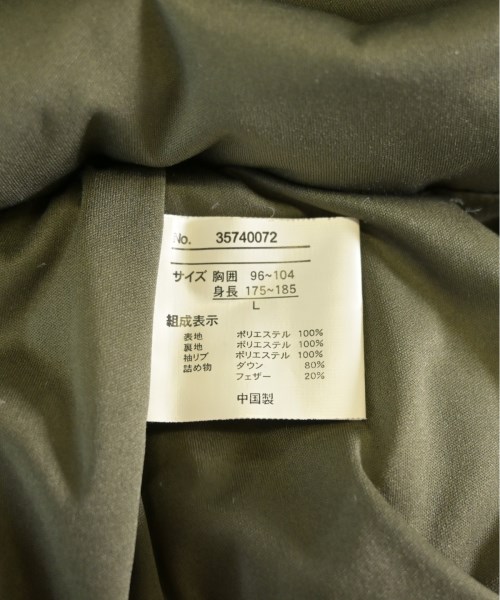 No. 35740072
サイズ 胸囲 96~104
身長 175~185
L
組成表示
表地 ポリエステル 100%
裏地 ポリエステル 100%
袖リブ ポリエステル 100%
詰め物 ダウン 80%
フェザー 20%
中国製